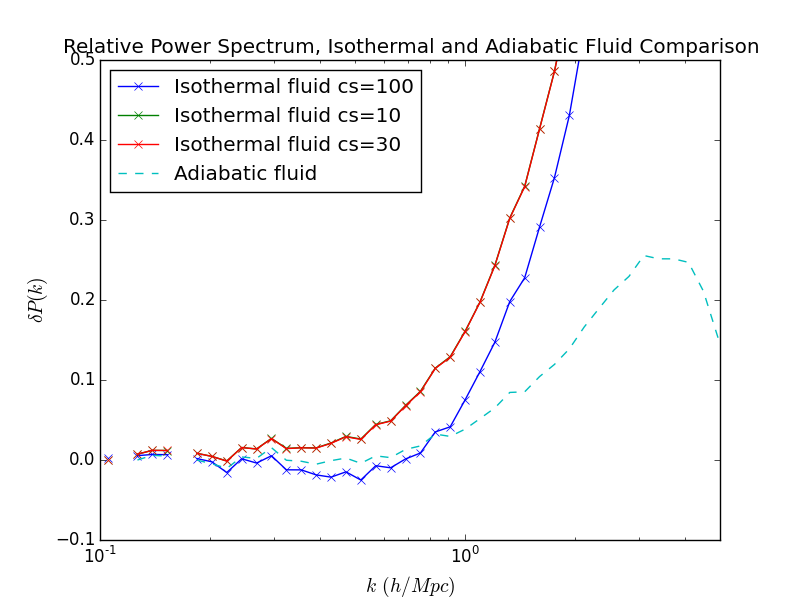 Relative Power Spectrum, Isothermal and Adiabatic Fluid Comparison
0.5
0.4
0.3
0.2
0.1
0.0
−0.1
Isothermal fluid cs=100
Isothermal fluid cs=10
Isothermal fluid cs=30
Adiabatic fluid
δP(k)
10⁻¹ 10⁰
k (h/Mpc)